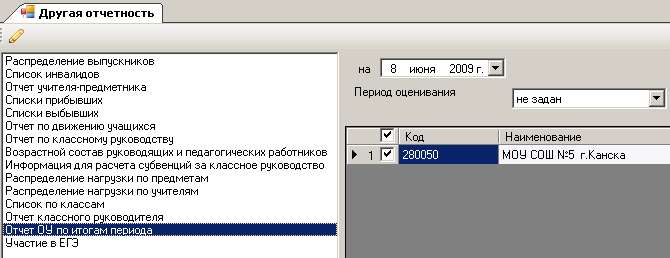 Другая отчетность
Распределение выпускников
Список инвалидов
Отчет учителя-предметника
Списки прибывших
Списки выбывших
Отчет по движению учащихся
Отчет по классному руководству
Возрастной состав руководящих и педагогических работников
Информация для расчета субвенций за классное руководство
Распределение нагрузки по предметам
Распределение нагрузки по учителям
Список по классам
Отчет классного руководителя
Отчет ОУ по итогам периода
Участие в ЕГЭ
на 8 июня 2009 г.
Период оценивания не задан
Код Наименование
1 280050 МОУ СОШ №5 г.Канска